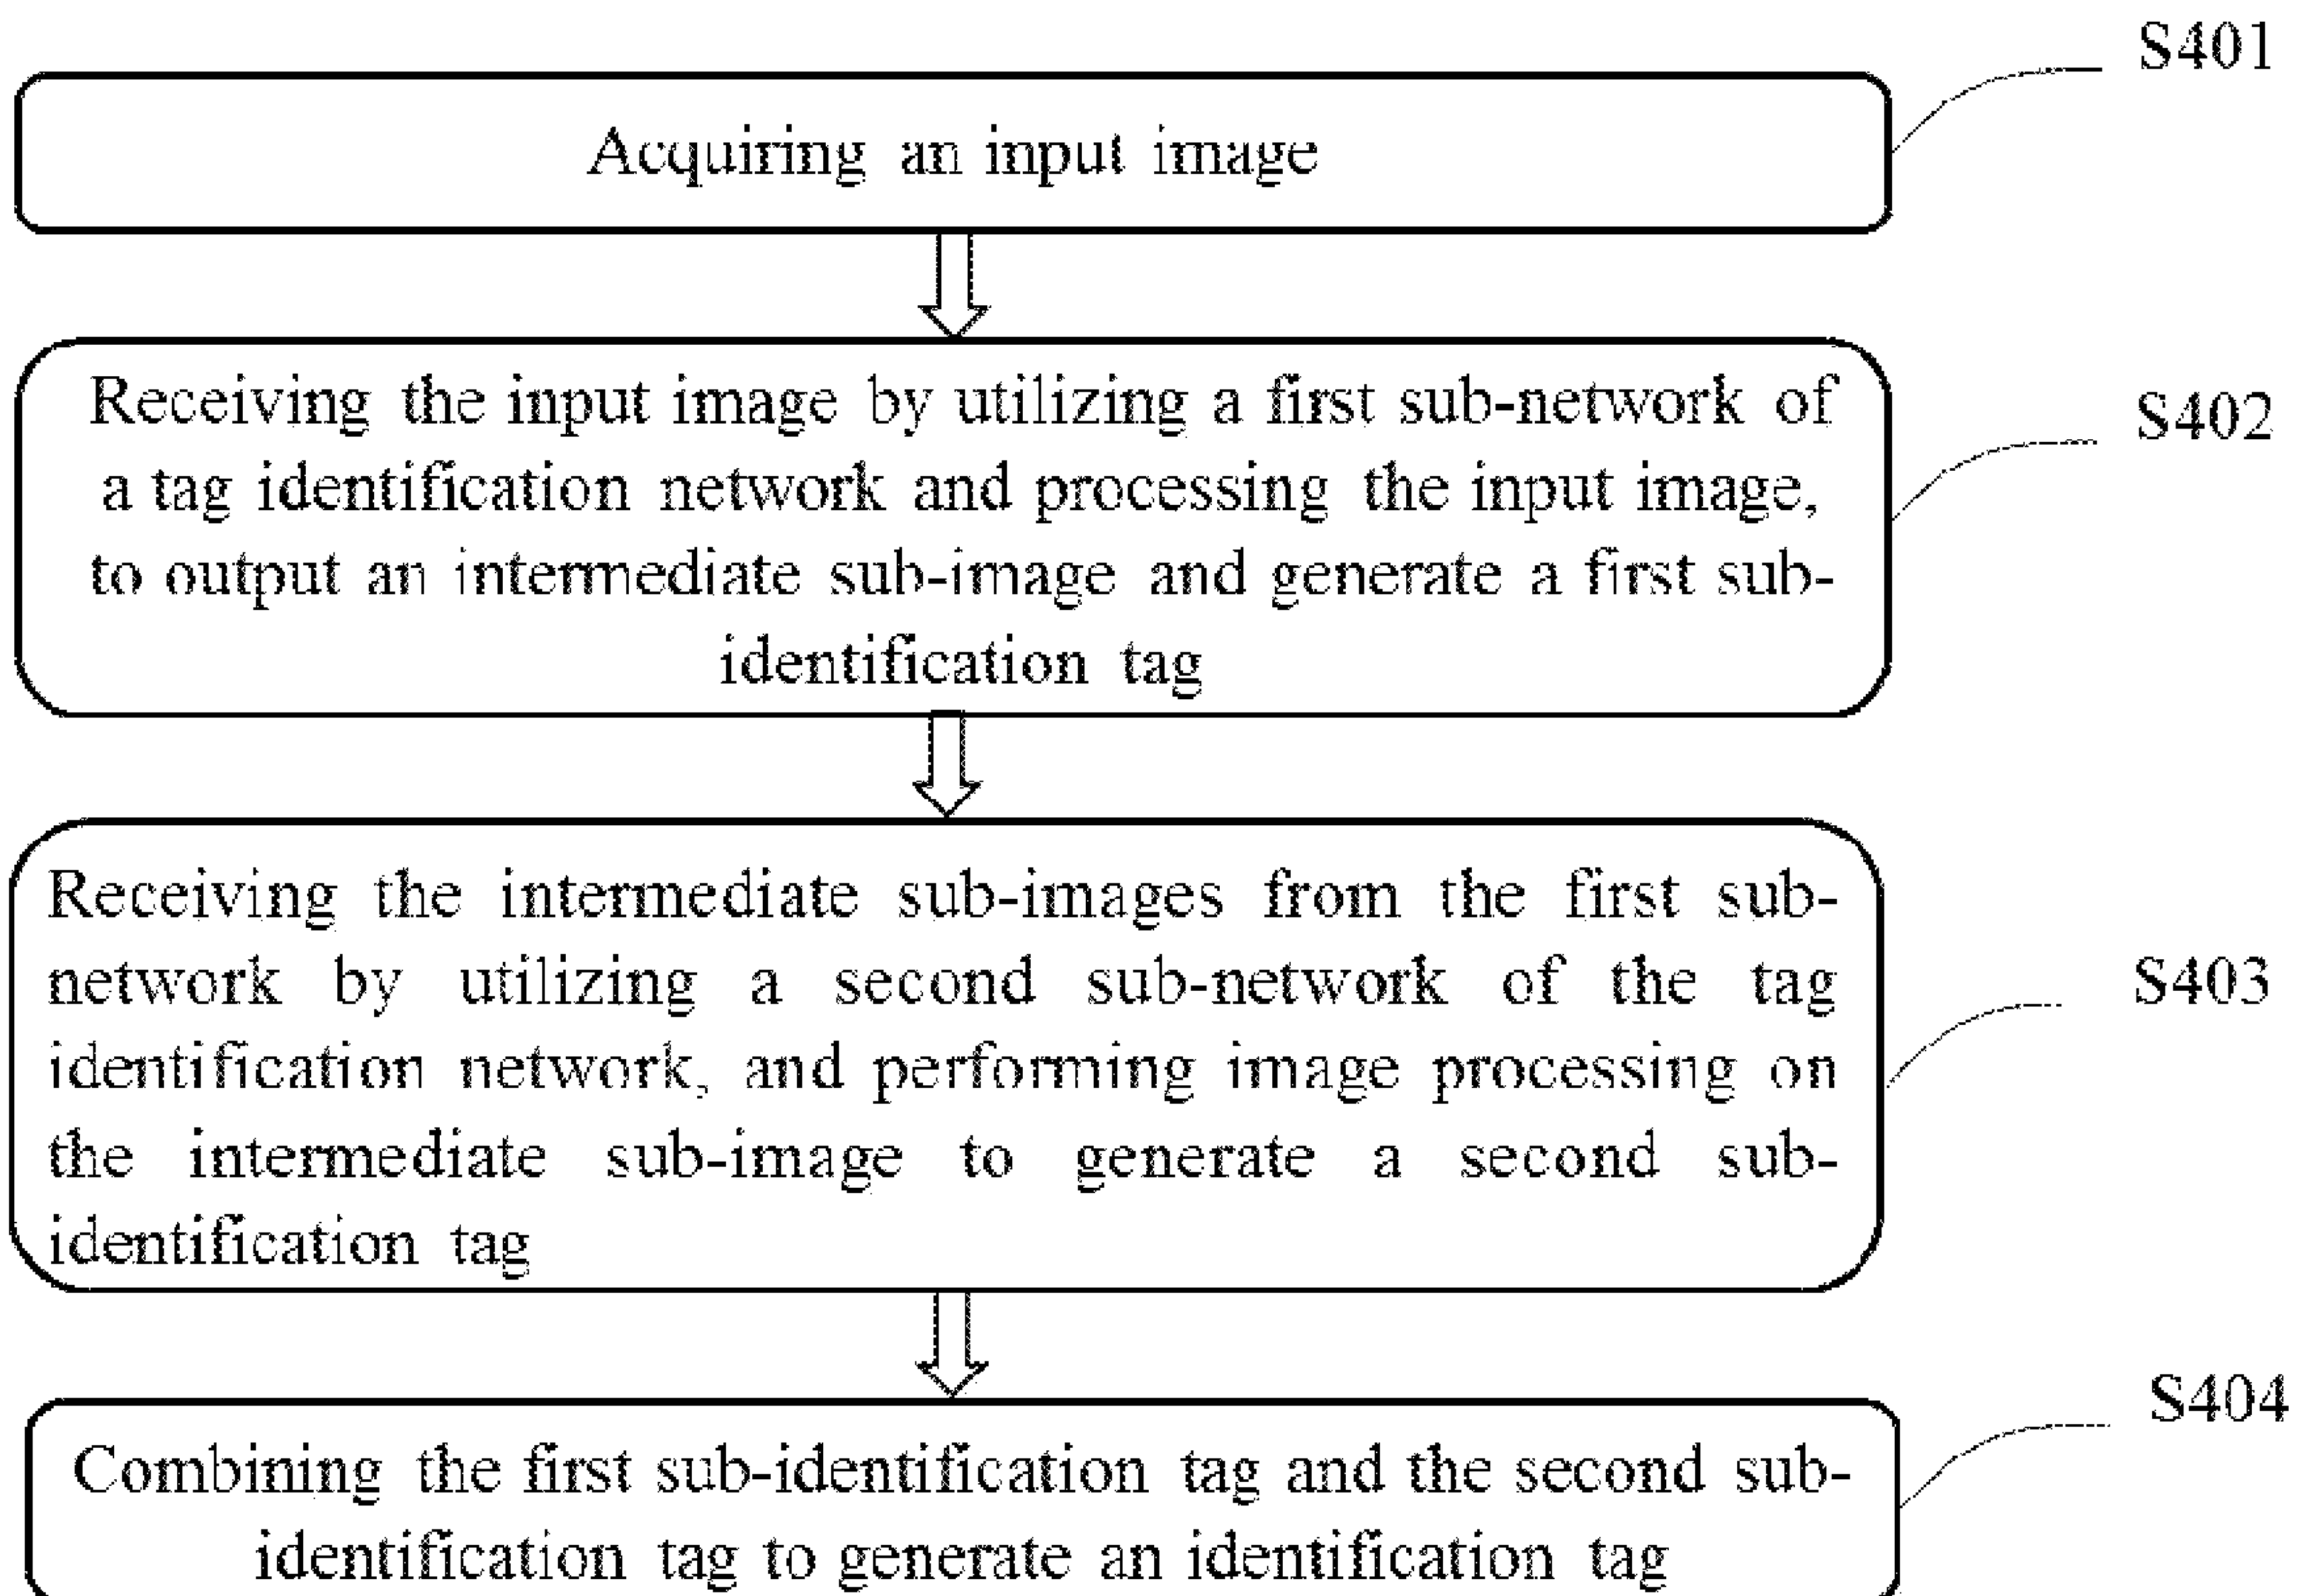 S401
Acquiring an input image
Receiving the input image by utilizing a first sub-network of
S402
a tag identification network and processing the input image,
to output an intermediate sub-image and generate a first sub-
identification tag
Receiving the intermediate sub-images from the first sub-
network by utilizing a second sub-network of the tag
S403
identification network, and performing image processing on
the intermediate sub-image to generate a second sub-
identification tag
S404
Combining the first sub-identification tag and the second sub-
identification tag to generate an identification tag